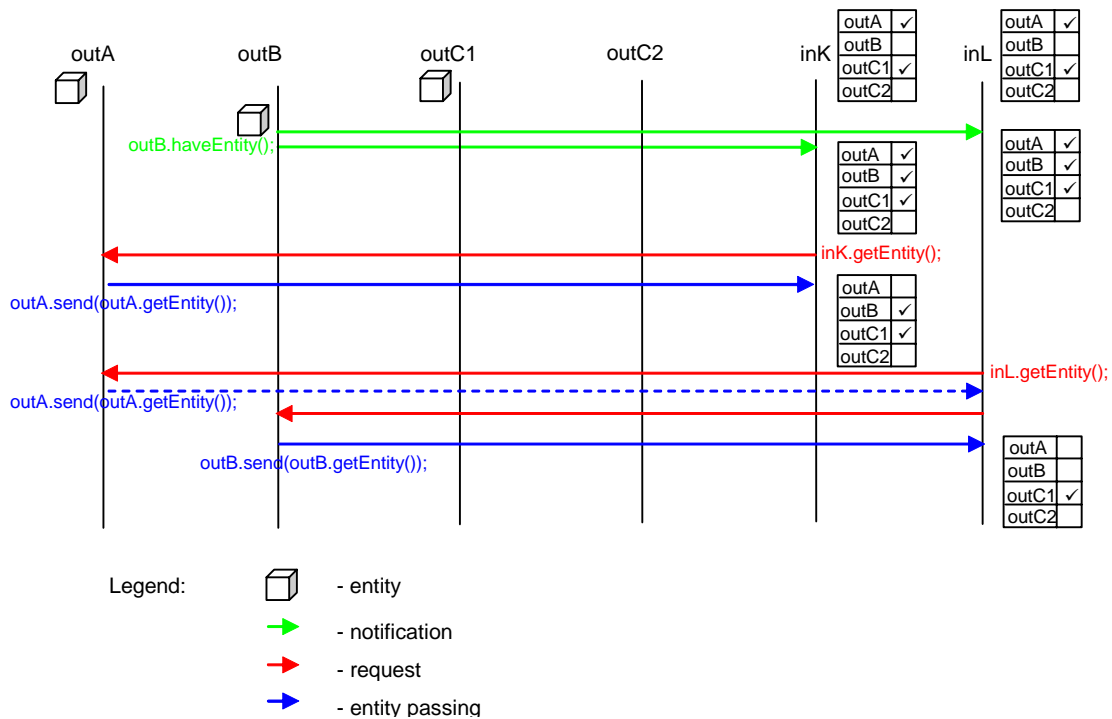 outA
outB
outC1
outC2
inK
inL
outA ✓
outB
outC1 ✓
outC2
outA ✓
outB
outC1 ✓
outC2
outB.haveEntity();
outA ✓
outB ✓
outC1 ✓
outC2
outA ✓
outB ✓
outC1 ✓
outC2
inK.getEntity();
outA.send(outA.getEntity());
outA
outB ✓
outC1 ✓
outC2
inL.getEntity();
outA.send(outA.getEntity());
outB.send(outB.getEntity());
outA
outB
outC1 ✓
outC2
Legend:
- entity
- notification
- request
- entity passing